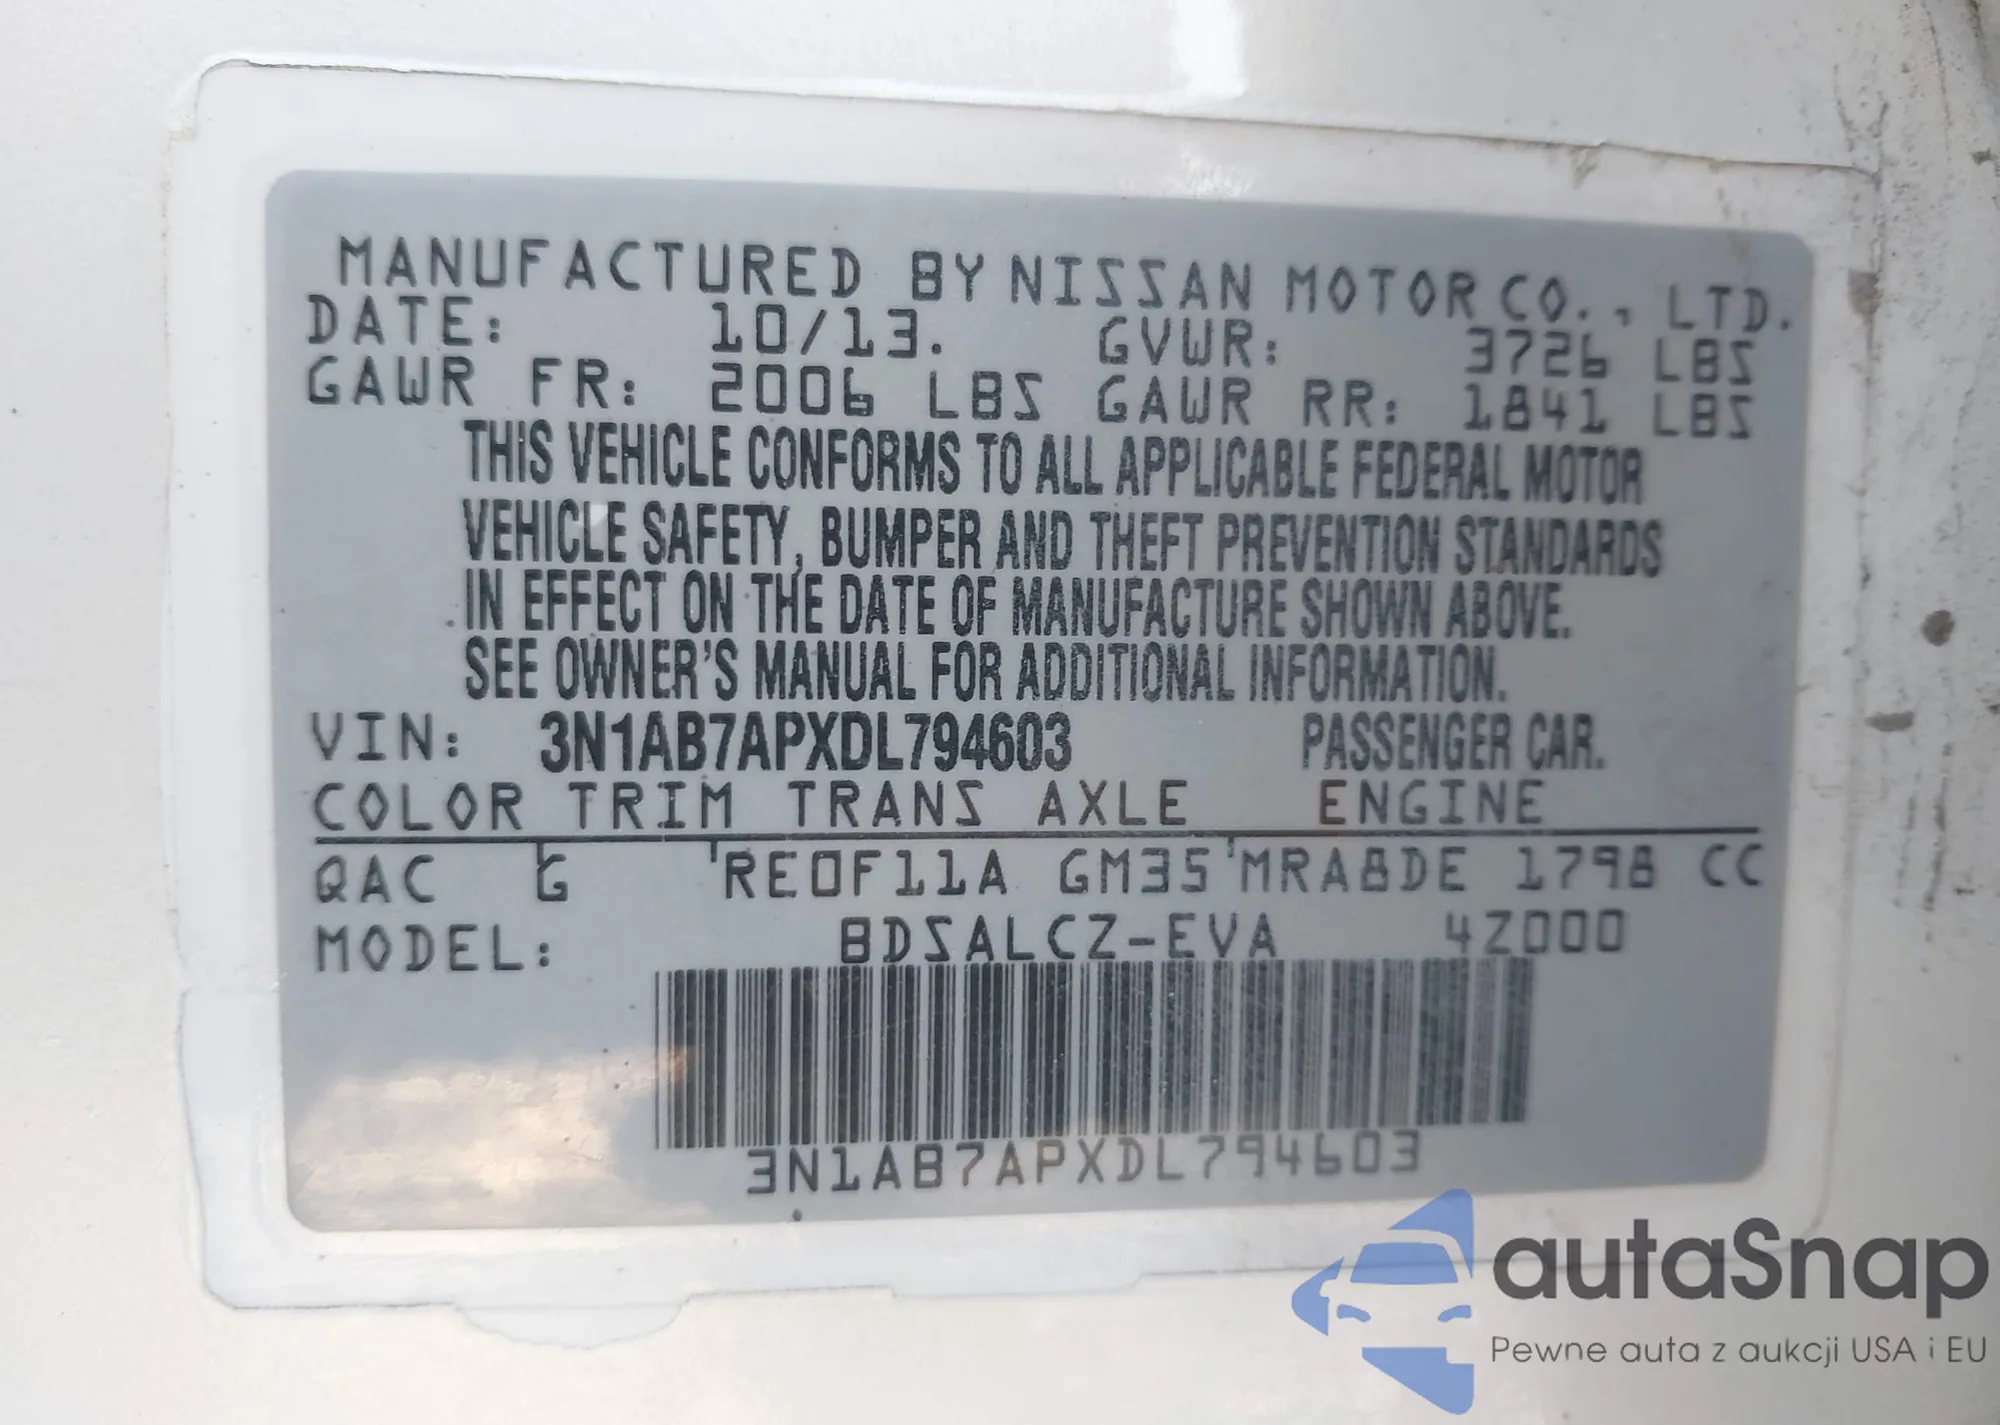 MANUFACTURED BY NISSAN MOTOR CO., LTD.
DATE: 10/13. GVWR: 3726 LBS
GAWR FR: 2006 LBS GAWR RR: 1841 LBS
THIS VEHICLE CONFORMS TO ALL APPLICABLE FEDERAL MOTOR
VEHICLE SAFETY, BUMPER AND THEFT PREVENTION STANDARDS
IN EFFECT ON THE DATE OF MANUFACTURE SHOWN ABOVE.
SEE OWNER'S MANUAL FOR ADDITIONAL INFORMATION.
VIN: 3N1AB7APXDL794603 PASSENGER CAR.
COLOR TRIM TRANS AXLE ENGINE
QAC G RE0F11A GM35 MRA8DE 1798 CC
MODEL: BDSALCZ-EVA 4Z000
3N1AB7APXDL794603
autaSnap
Pewne auta z aukcji USA i EU